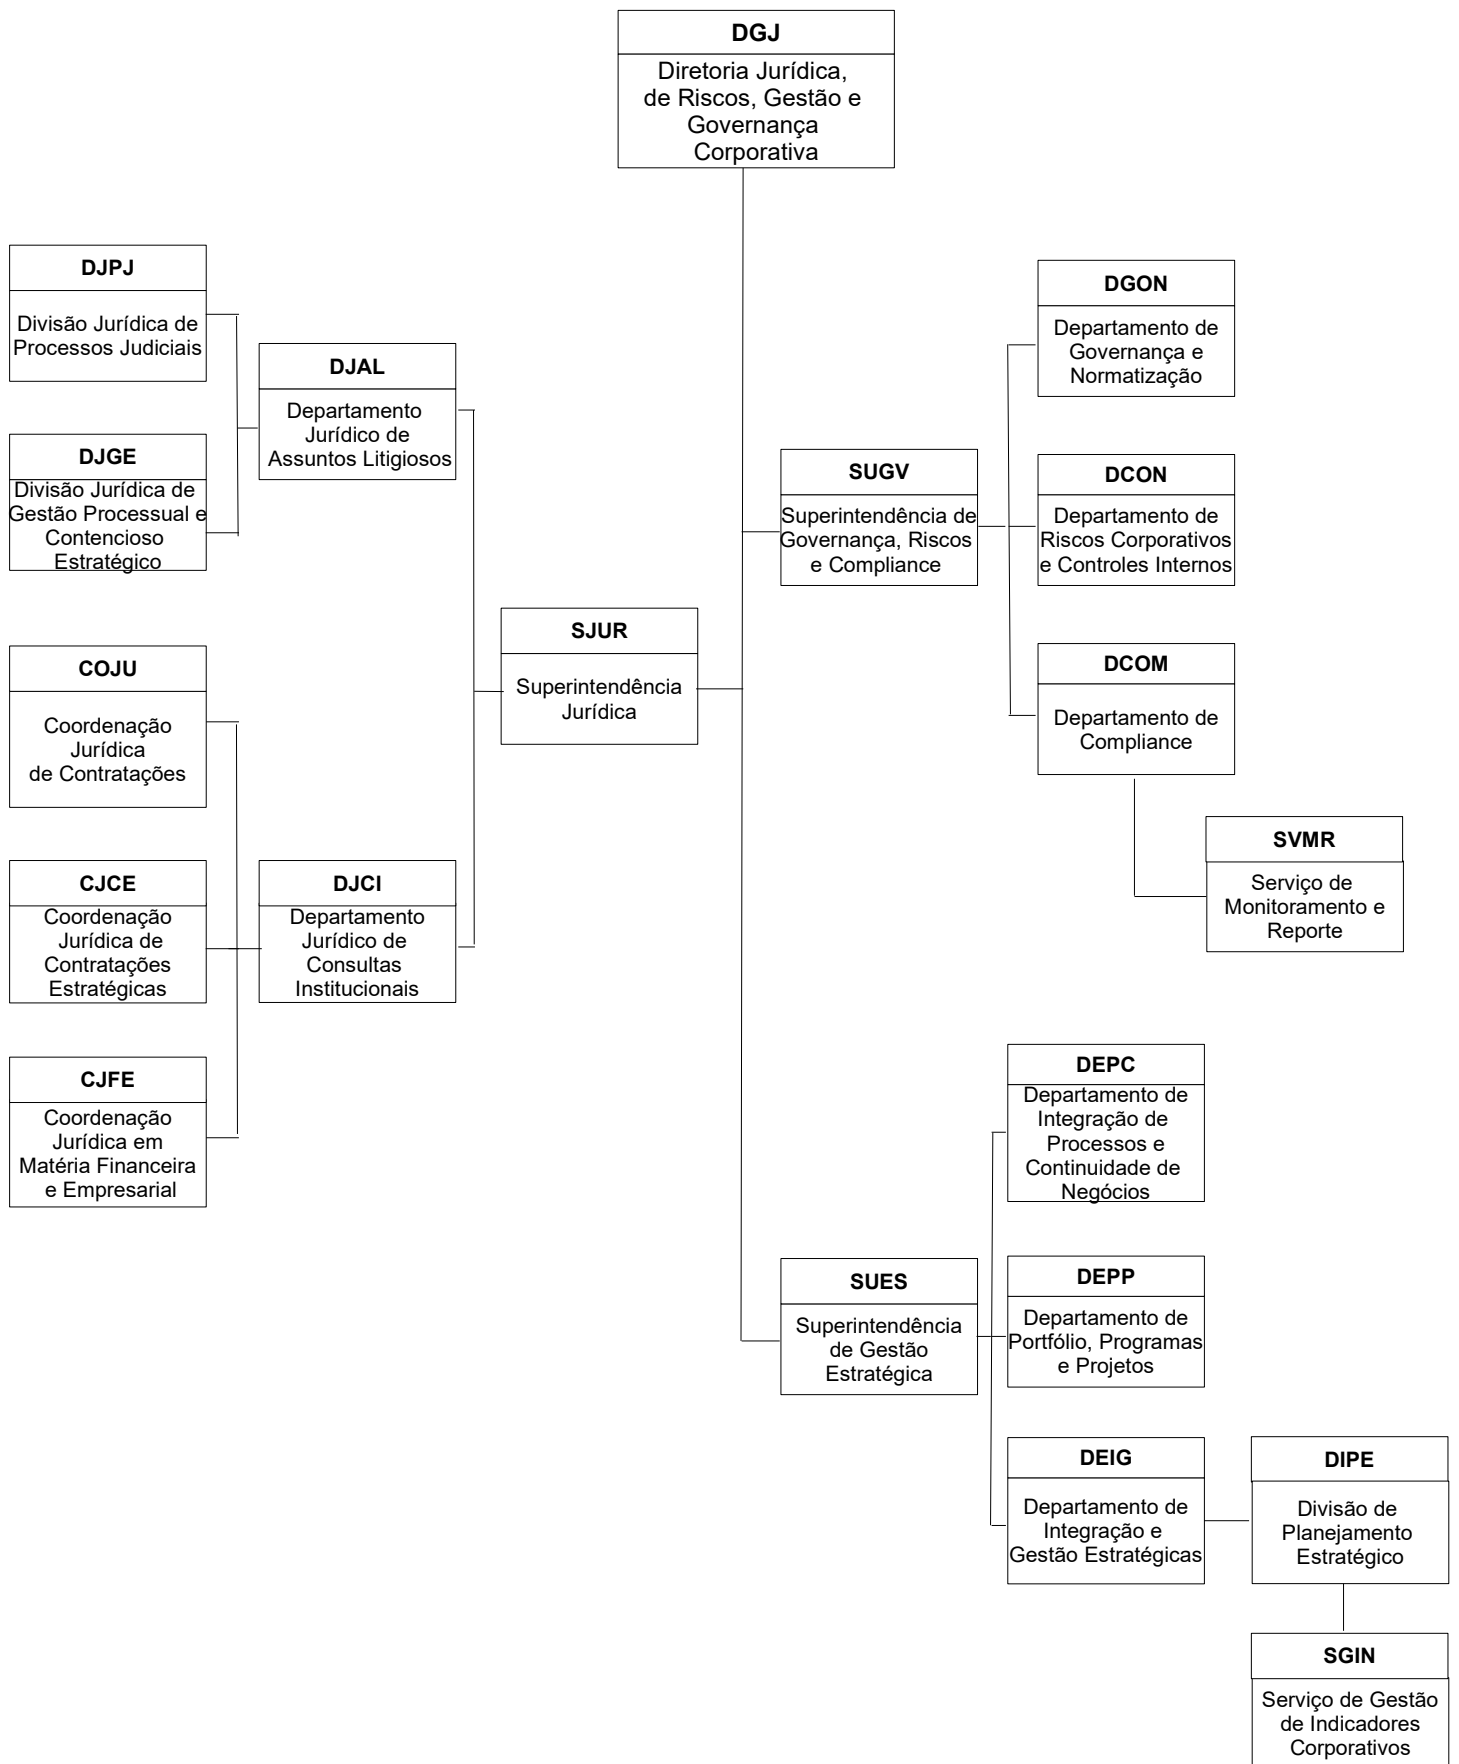 DGJ
Diretoria Jurídica,
de Riscos, Gestão e
Governança
Corporativa
DJPJ
Divisão Jurídica de
Processos Judiciais
DJGE
Divisão Jurídica de
Gestão Processual e
Contencioso
Estratégico
DJAL
Departamento
Jurídico de
Assuntos Litigiosos
COJU
Coordenação
Jurídica
de Contratações
CJCE
Coordenação
Jurídica de
Contratações
Estratégicas
CJFE
Coordenação
Jurídica em
Matéria Financeira
e Empresarial
DJCI
Departamento
Jurídico de
Consultas
Institucionais
SJUR
Superintendência
Jurídica
SUGV
Superintendência de
Governança, Riscos
e Compliance
DGON
Departamento de
Governança e
Normatização
DCON
Departamento de
Riscos Corporativos
e Controles Internos
DCOM
Departamento de
Compliance
SVMR
Serviço de
Monitoramento e
Reporte
SUES
Superintendência
de Gestão
Estratégica
DEPC
Departamento de
Integração de
Processos e
Continuidade de
Negócios
DEPP
Departamento de
Portfólio, Programas
e Projetos
DEIG
Departamento de
Integração e
Gestão Estratégicas
DIPE
Divisão de
Planejamento
Estratégico
SGIN
Serviço de Gestão
de Indicadores
Corporativos